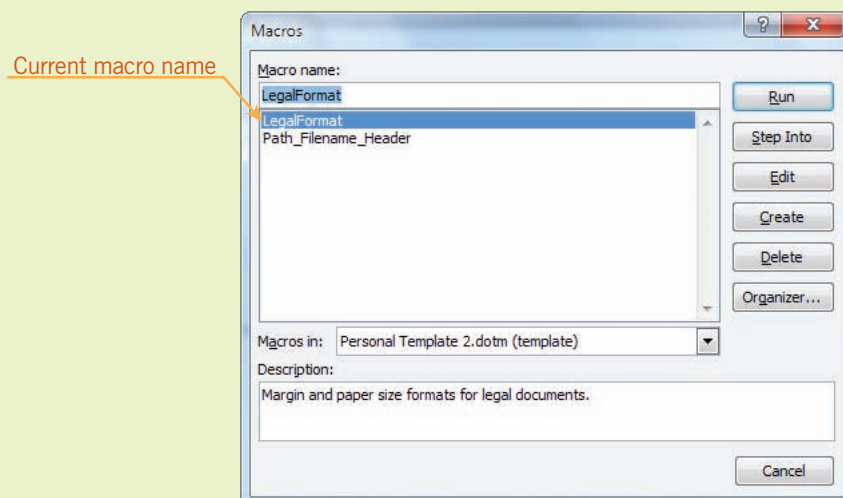 Macros
Current macro name
Macro name:
LegalFormat
Run
LegalFormat
Path_Filename_Header
Step Into
Edit
Create
Delete
Organizer...
Macros in: Personal Template 2.dotm (template)
Description:
Margin and paper size formats for legal documents.
Cancel